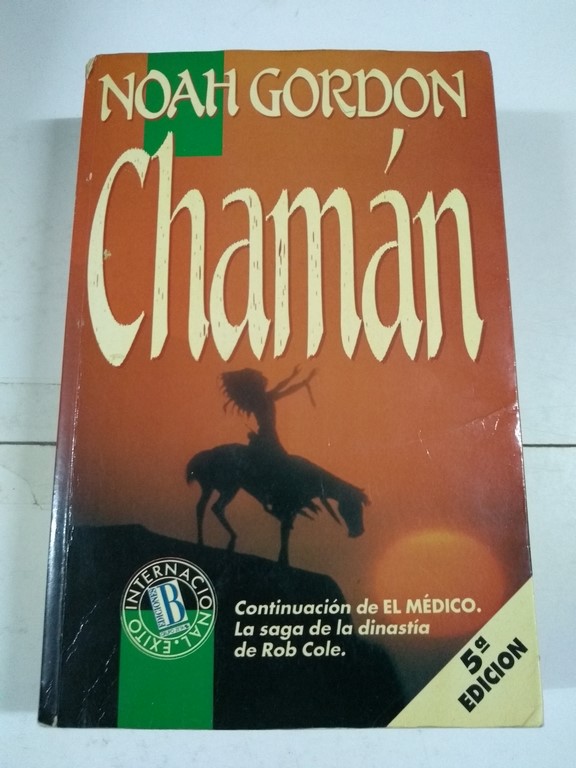 NOAH GORDON
Chamán
Continuación de EL MÉDICO.
La saga de la dinastía
de Rob Cole.
5ª
EDICION
EXITO INTERNACIONAL
B
EDICIONES